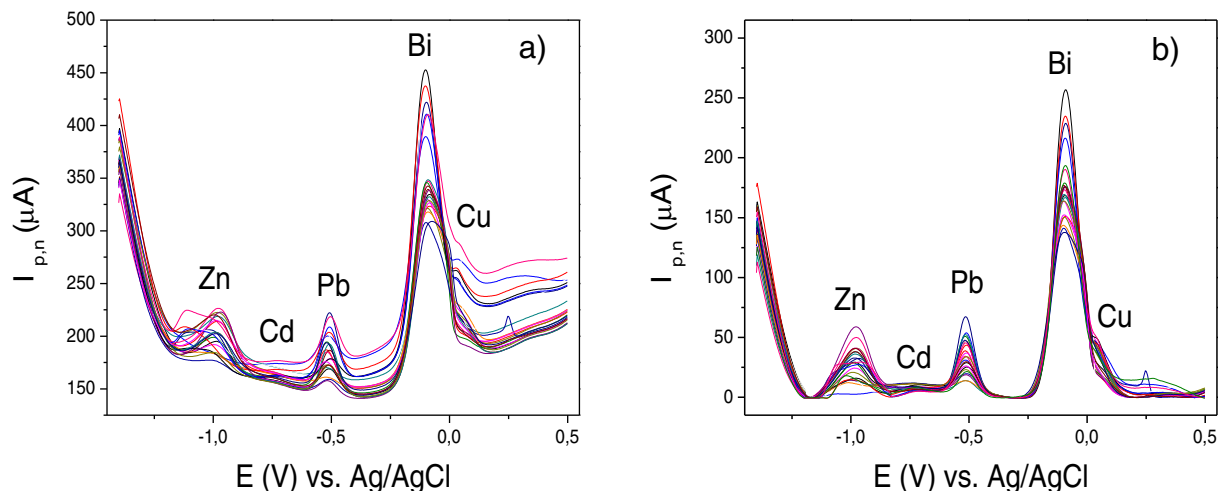 a)
Bi
Cu
Zn
Pb
Cd
500
450
400
350
300
250
200
150
I p,n (μA)
-1,0
-0,5
0,0
0,5
E (V) vs. Ag/AgCl
b)
Bi
Pb
Zn
Cu
Cd
300
250
200
150
100
50
0
I p,n (μA)
-1,0
-0,5
0,0
0,5
E (V) vs. Ag/AgCl